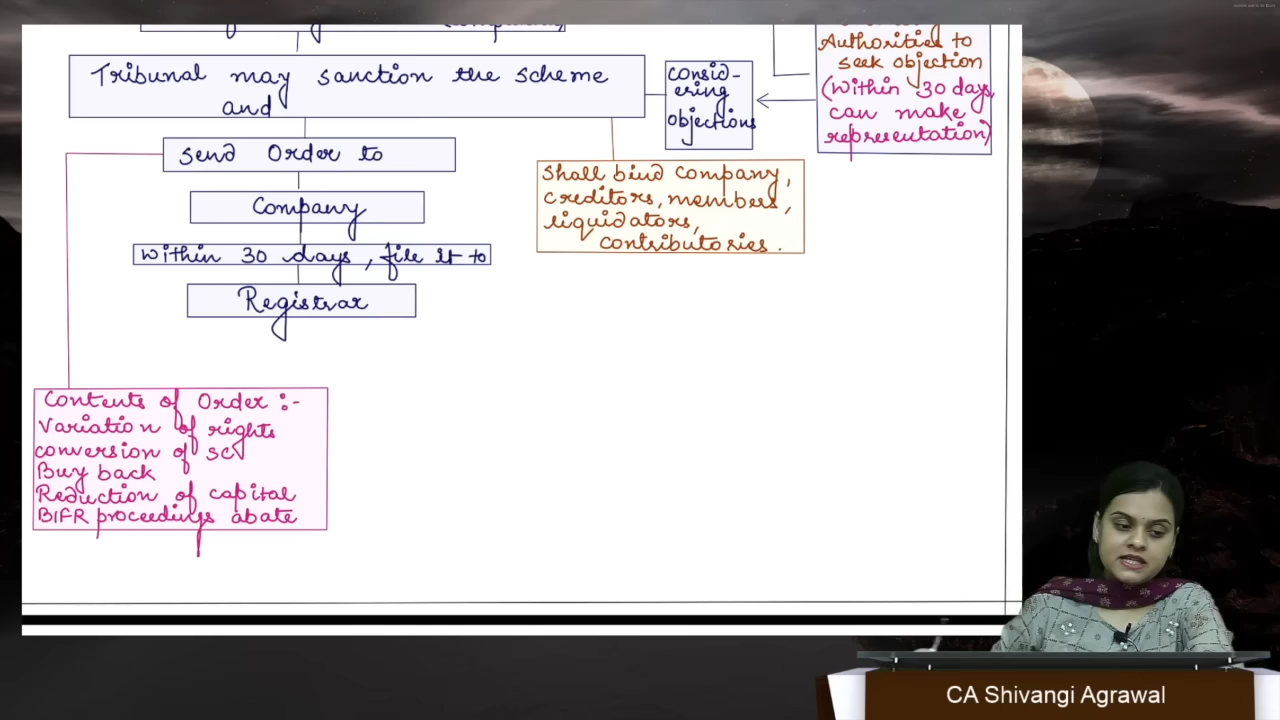 Tribunal may sanction the scheme
and
consid-
ering
objections
Authorities to
seek objection
(Within 30 days,
can make
representation)
Send Order to
Company
Within 30 days, file it to
Registrar
Shall bind Company,
creditors, members,
liquidators,
contributories.
Contents of Order :-
Variation of rights
conversion of sc
Buy back
Reduction of capital
BIFR proceedings abate
CA Shivangi Agrawal